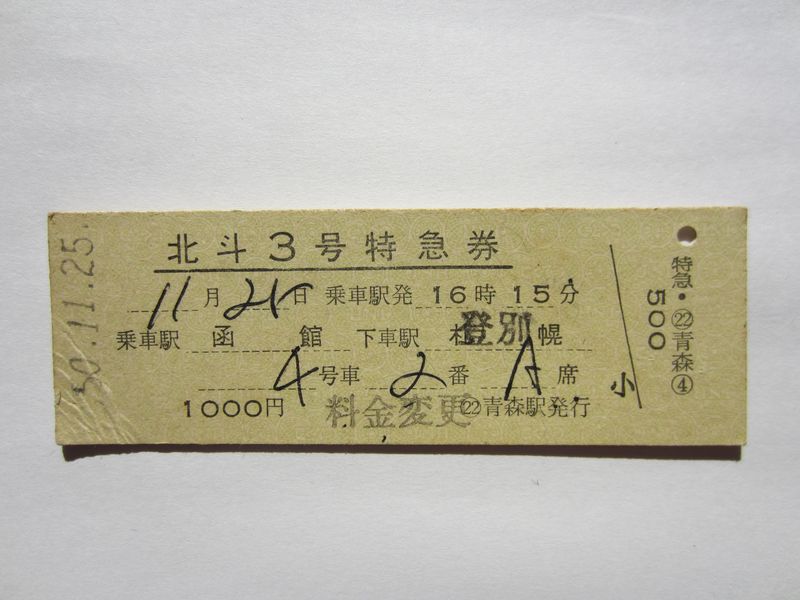 50.11.25.
北斗3号特急券
11月25日 乗車駅発 16時15分
乗車駅 函館 下車駅 札登別幌
4号車 2番 A席
1000円 料金変更 ㉒青森駅発行
小
特急・㉒青森④
500